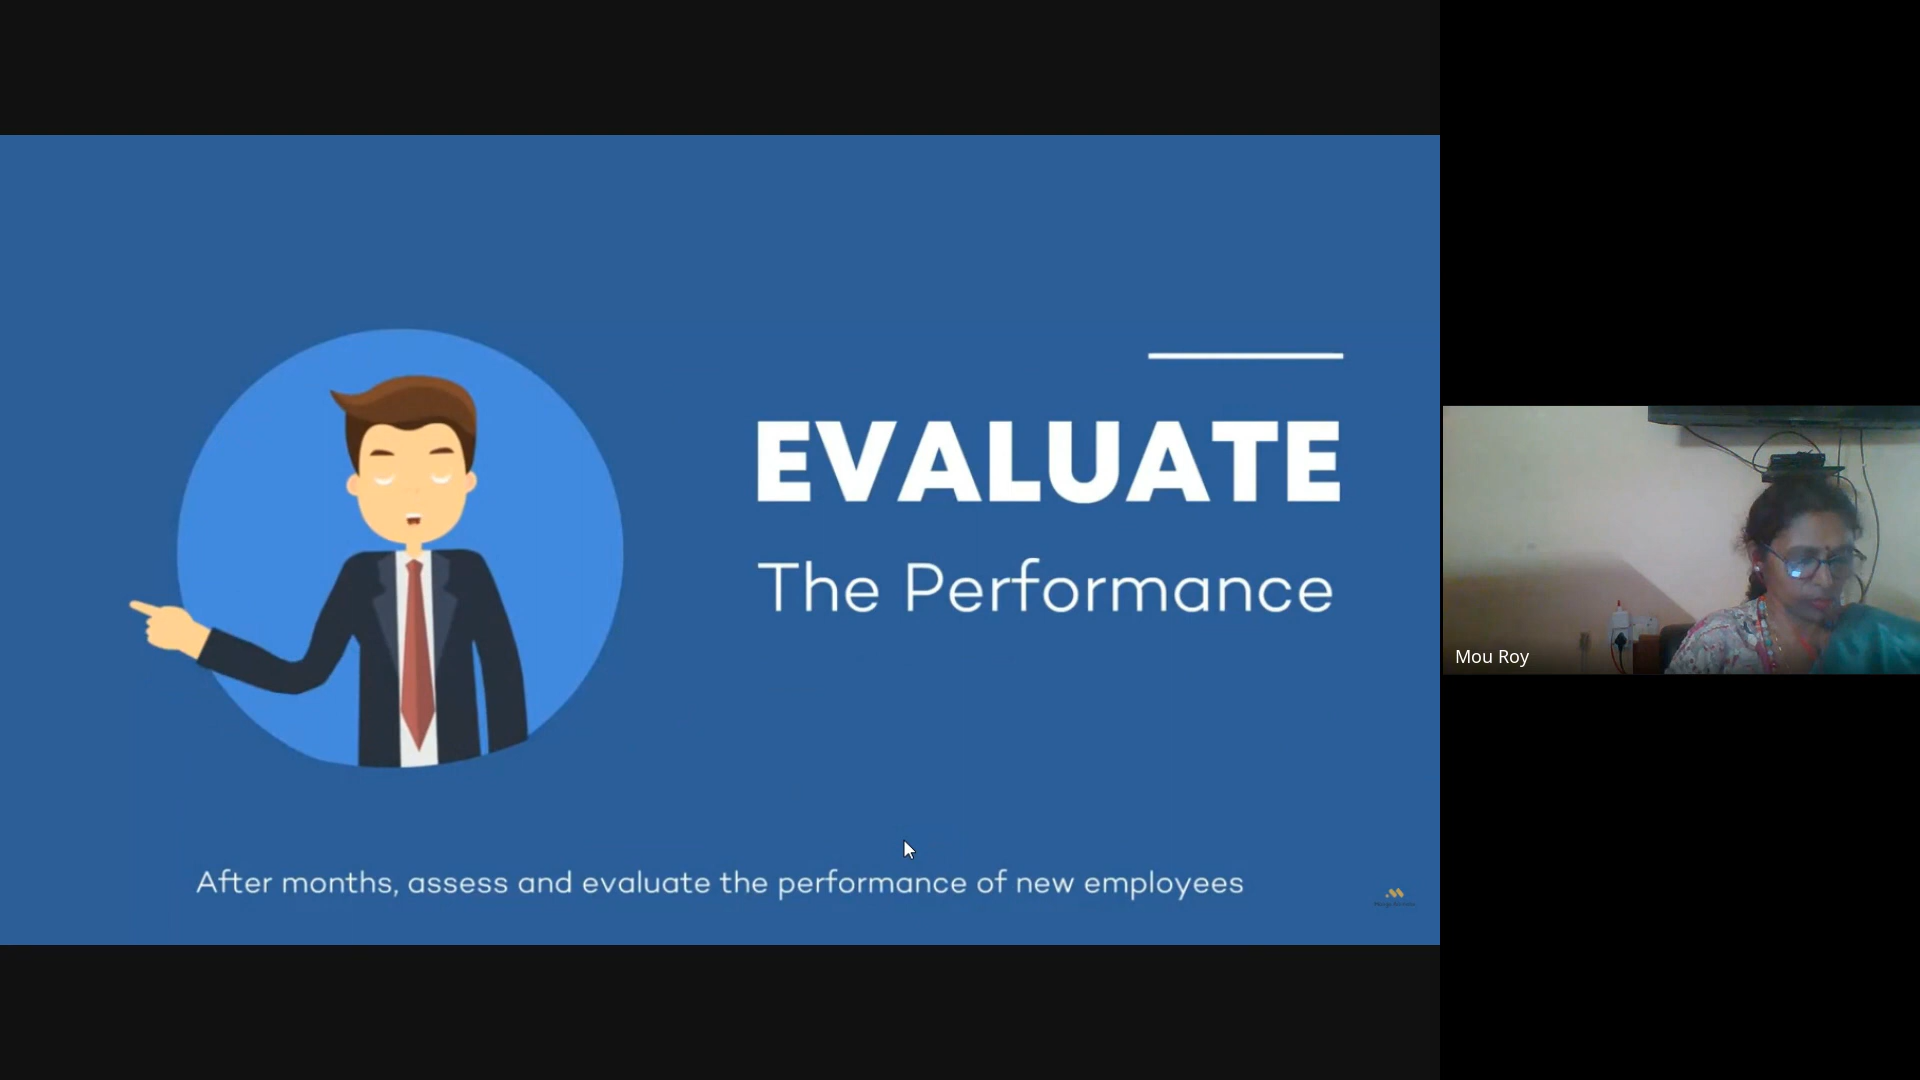 EVALUATE
The Performance
After months, assess and evaluate the performance of new employees
Mou Roy